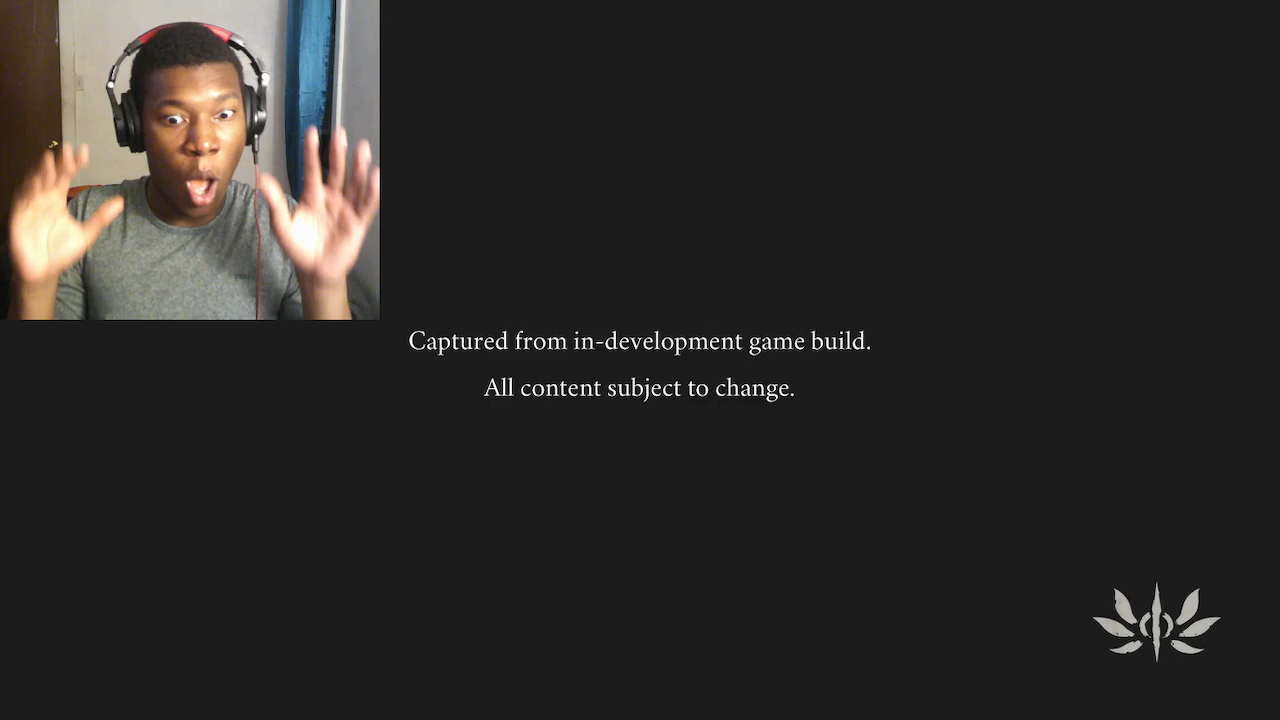 Captured from in-development game build.
All content subject to change.